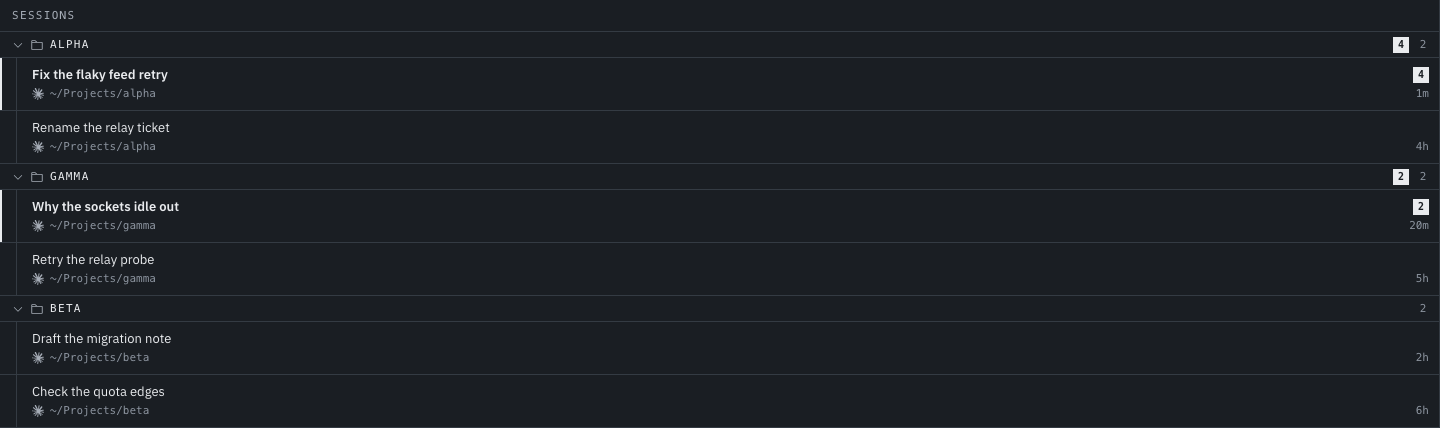 SESSIONS
ALPHA 4 2
Fix the flaky feed retry 4
~/Projects/alpha 1m
Rename the relay ticket
~/Projects/alpha 4h
GAMMA 2 2
Why the sockets idle out 2
~/Projects/gamma 20m
Retry the relay probe
~/Projects/gamma 5h
BETA 2
Draft the migration note
~/Projects/beta 2h
Check the quota edges
~/Projects/beta 6h